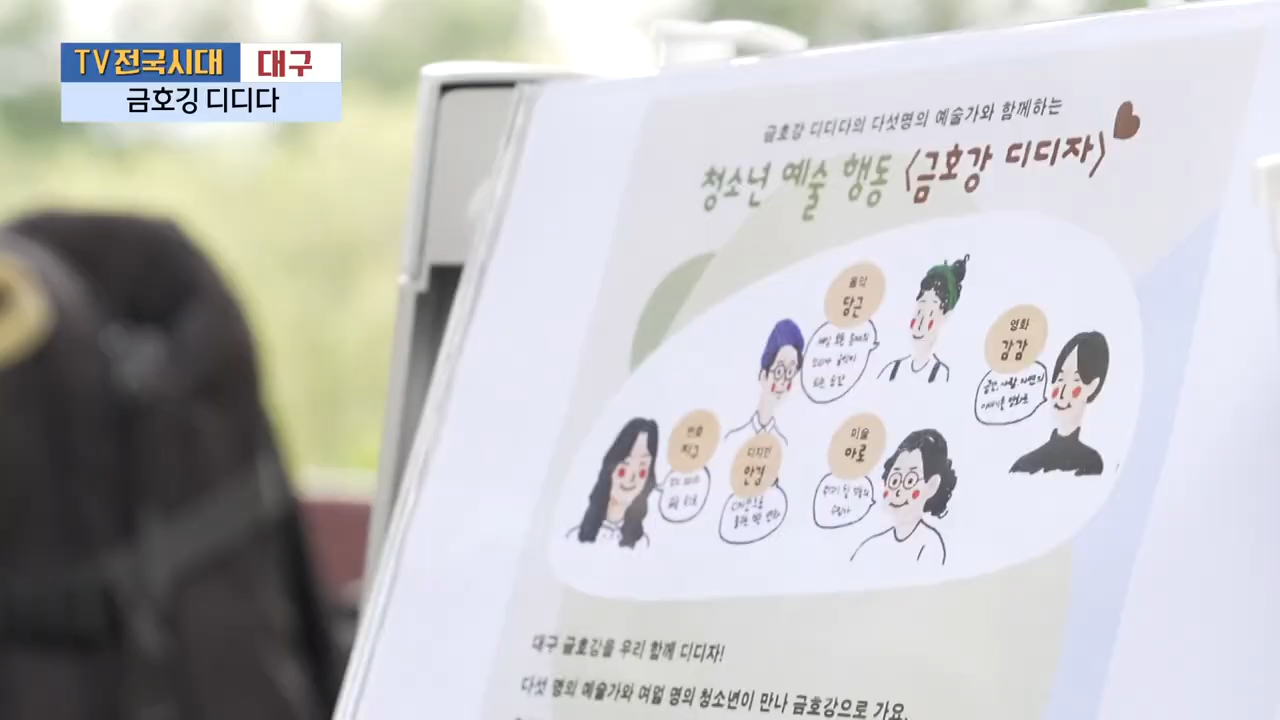 TV전국시대 대구
금호깅 디디다
금호강 디디다의 다섯명의 예술가와 함께하는
청소년 예술 행동 <금호강 디디자>
음악
당근
영화
감감
미술
아로
디자인
안경
대구 금호강을 우리 함께 디디자!
다섯 명의 예술가와 여덟 명의 청소년이 만나 금호강으로 가요.